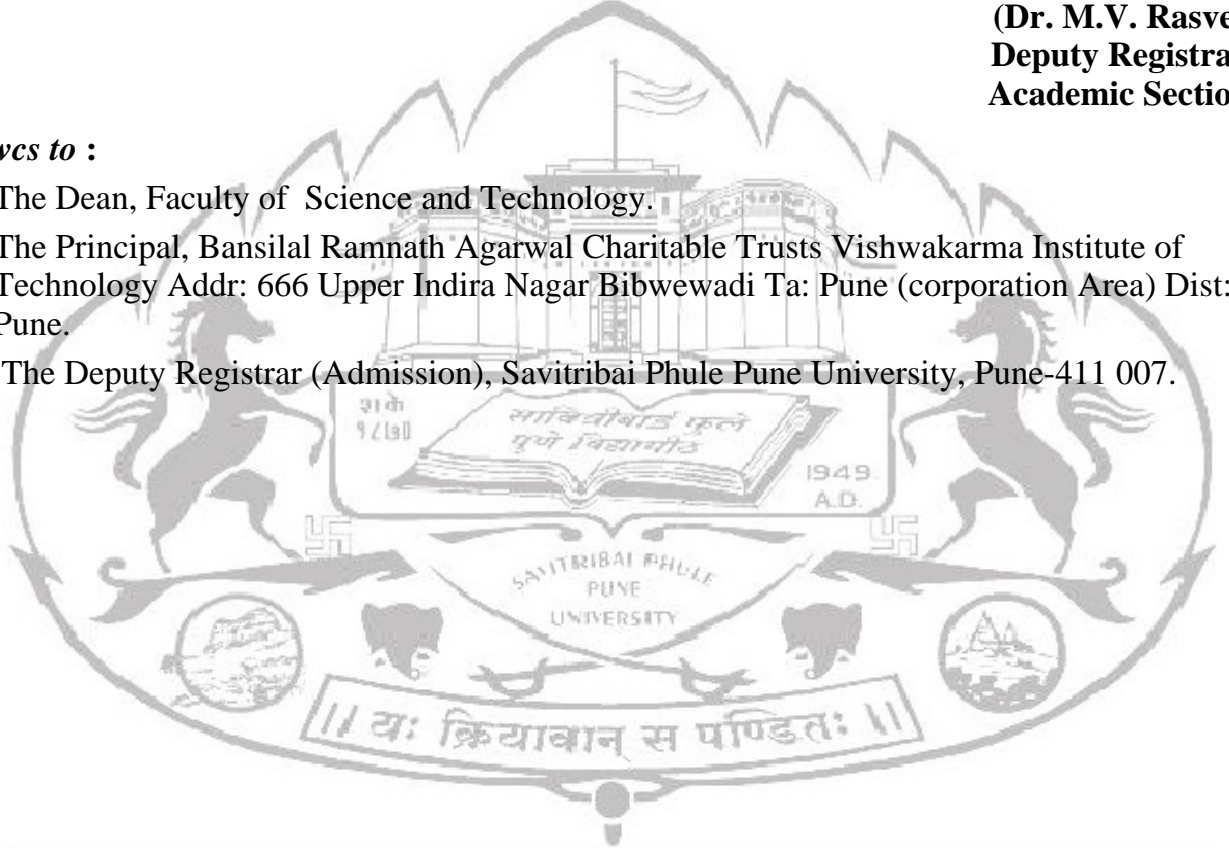 (Dr. M.V. Rasve
Deputy Registra
Academic Sectio
wcs to :
The Dean, Faculty of Science and Technology.
The Principal, Bansilal Ramnath Agarwal Charitable Trusts Vishwakarma Institute of
Technology Addr: 666 Upper Indira Nagar Bibwewadi Ta: Pune (corporation Area) Dist:
Pune.
The Deputy Registrar (Admission), Savitribai Phule Pune University, Pune-411 007.
शके
१८७०
सावित्रीबाई फुले
पुणे विद्यापीठ
1949
A.D.
SAVITRIBAI PHULE
PUNE
UNIVERSITY
|| यः क्रियावान् स पण्डितः ||